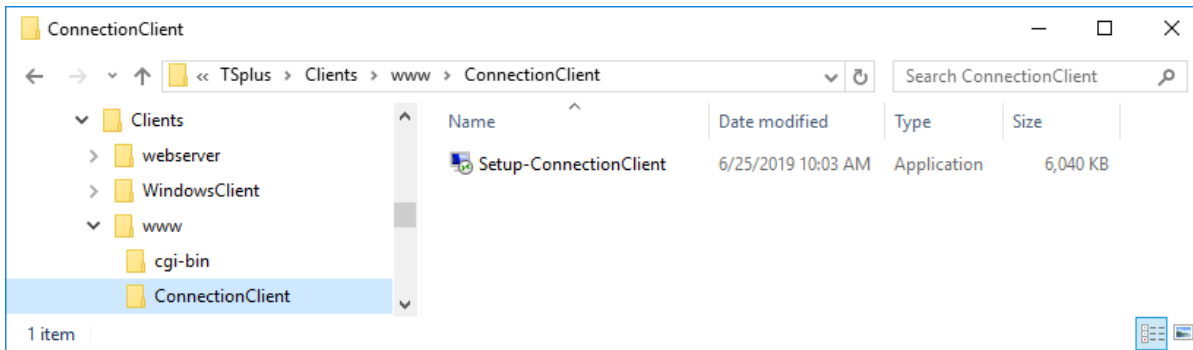 ConnectionClient
« TSplus > Clients > www > ConnectionClient
Search ConnectionClient
Clients
webserver
WindowsClient
www
cgi-bin
ConnectionClient
Name Date modified Type Size
Setup-ConnectionClient 6/25/2019 10:03 AM Application 6,040 KB
1 item